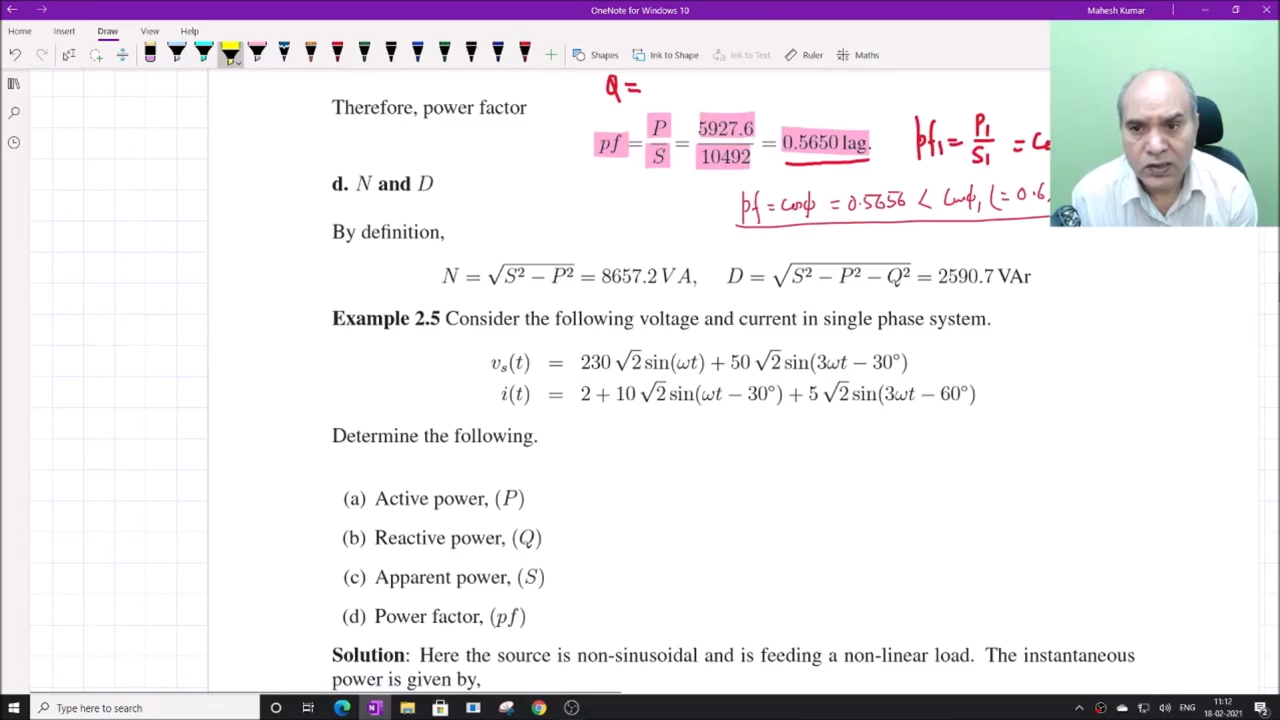 OneNote for Windows 10
Mahesh Kumar
Home Insert Draw View Help
Shapes Ink to Shape Ink to Text Ruler Maths
Q =
Therefore, power factor
pf = P/S = 5927.6/10492 = 0.5650 lag.
pf₁ = P₁/S₁ =
pf = cosφ = 0.5656 < cosφ₁ (= 0.6
d. N and D
By definition,
N = √(S² − P²) = 8657.2 V A, D = √(S² − P² − Q²) = 2590.7 VAr
Example 2.5 Consider the following voltage and current in single phase system.
vₛ(t) = 230 √2 sin(ωt) + 50 √2 sin(3ωt − 30°)
i(t) = 2 + 10 √2 sin(ωt − 30°) + 5 √2 sin(3ωt − 60°)
Determine the following.
(a) Active power, (P)
(b) Reactive power, (Q)
(c) Apparent power, (S)
(d) Power factor, (pf)
Solution: Here the source is non-sinusoidal and is feeding a non-linear load. The instantaneous
power is given by,
Type here to search
ENG
11:12
18-02-2021